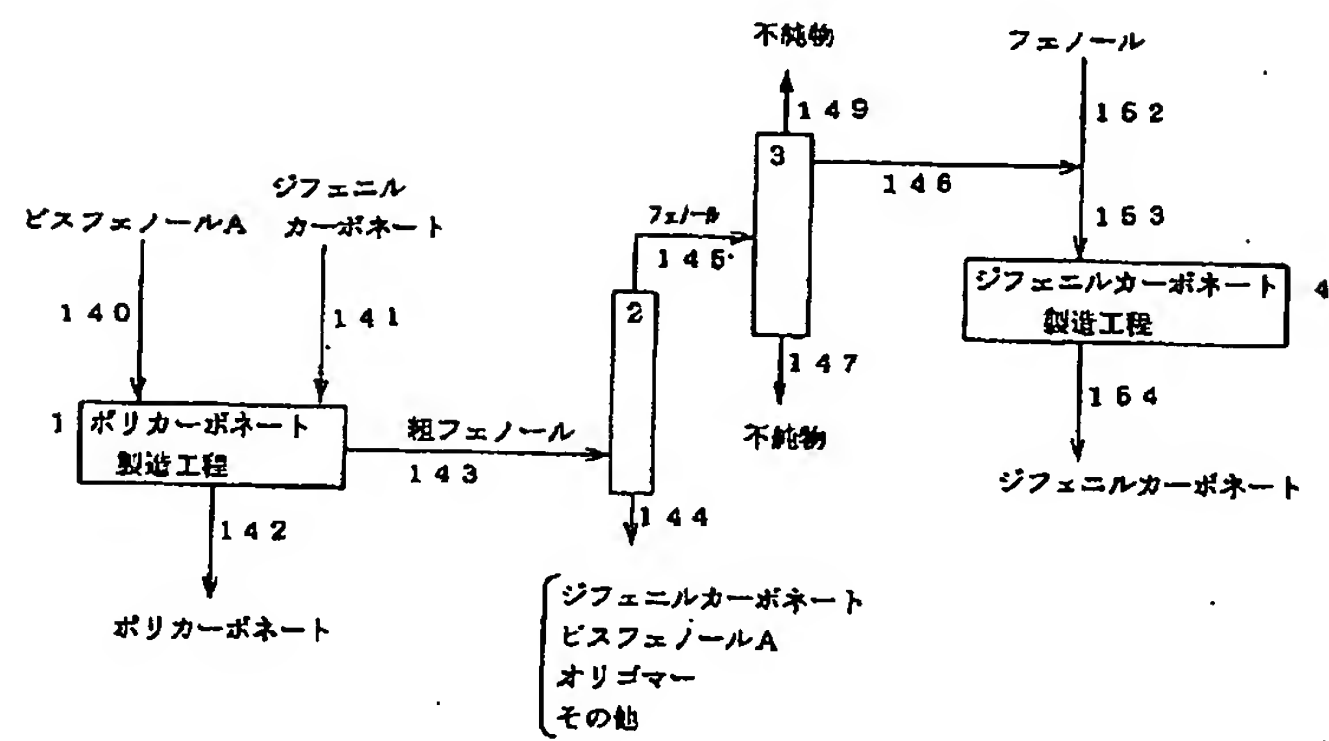 不純物
フェノール
149
152
3
146
ジフェニル
カーボネート
ビスフェノールA
フェノール
145
153
140
141
2
ジフェニルカーボネート
製造工程
4
147
154
不純物
ジフェニルカーボネート
1
ポリカーボネート
製造工程
粗フェノール
143
144
142
ポリカーボネート
ジフェニルカーボネート
ビスフェノールA
オリゴマー
その他